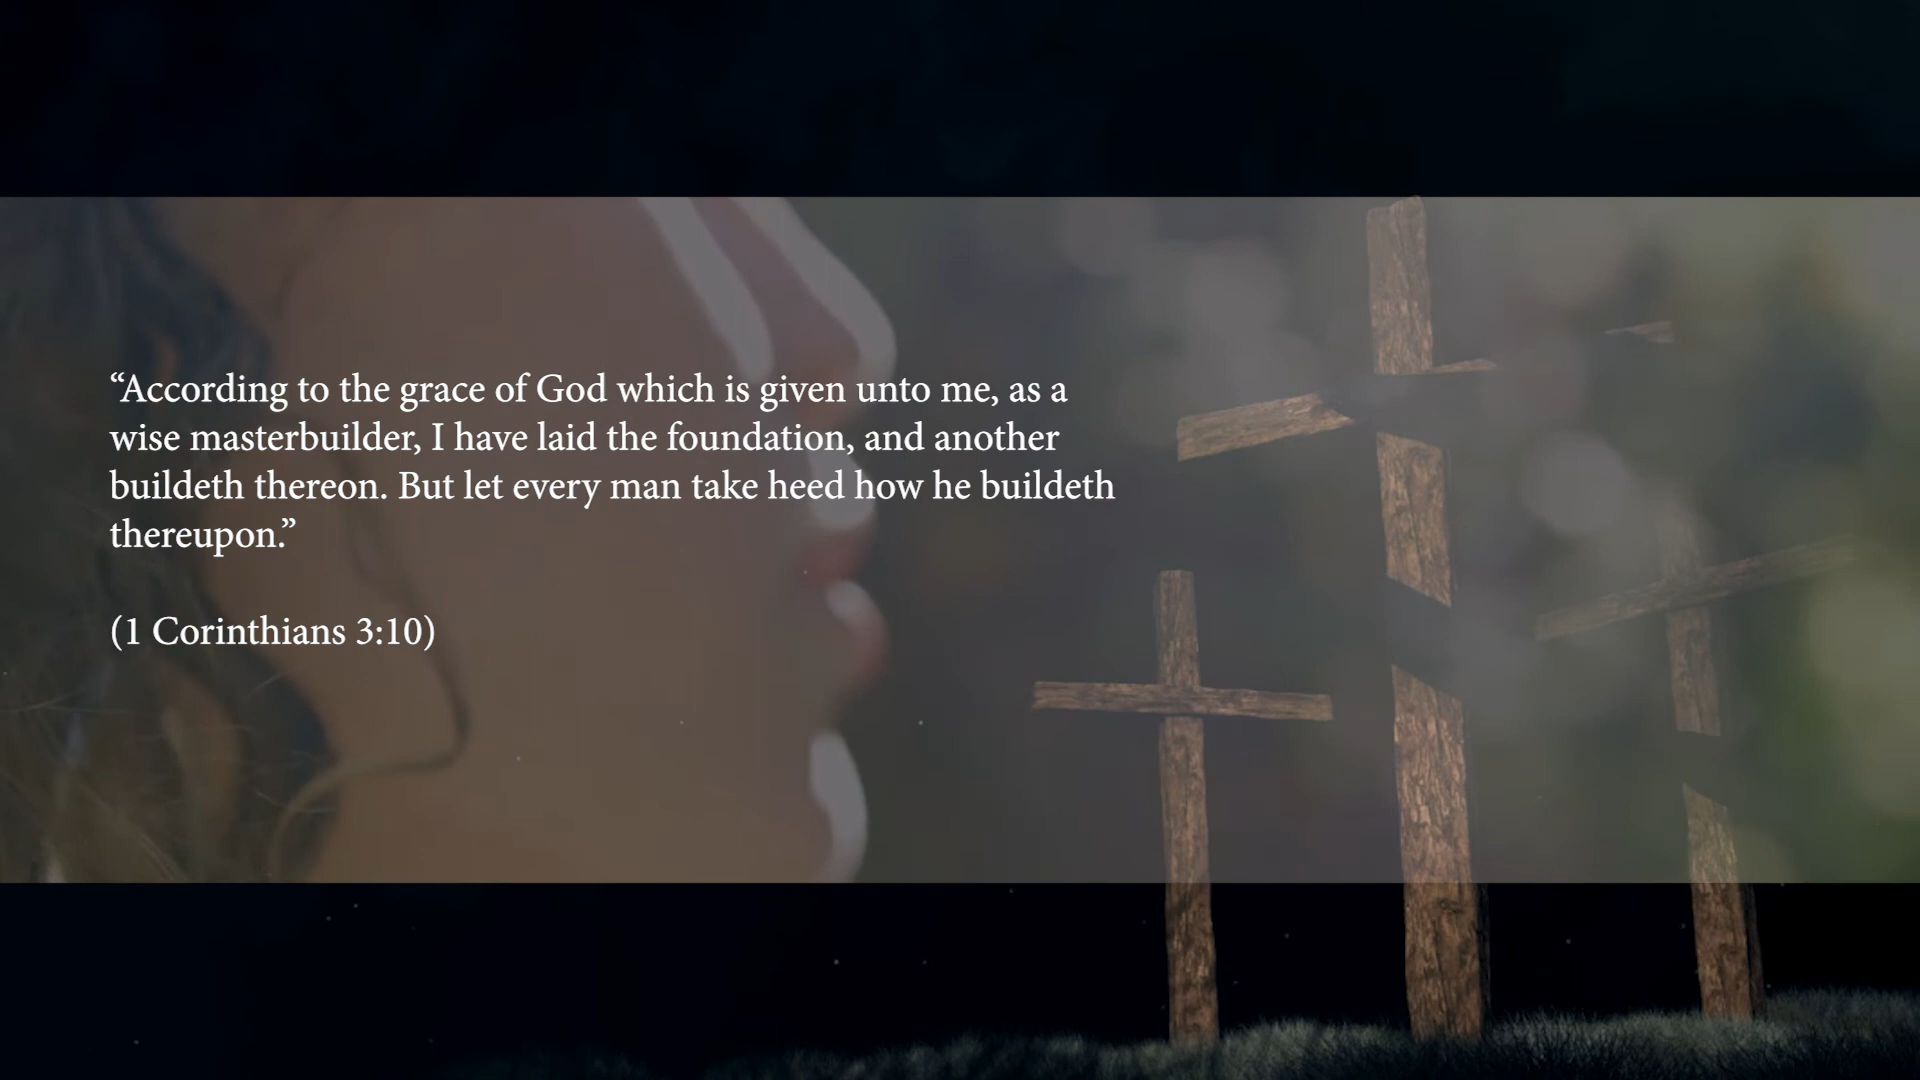 “According to the grace of God which is given unto me, as a
wise masterbuilder, I have laid the foundation, and another
buildeth thereon. But let every man take heed how he buildeth
thereupon.”
(1 Corinthians 3:10)